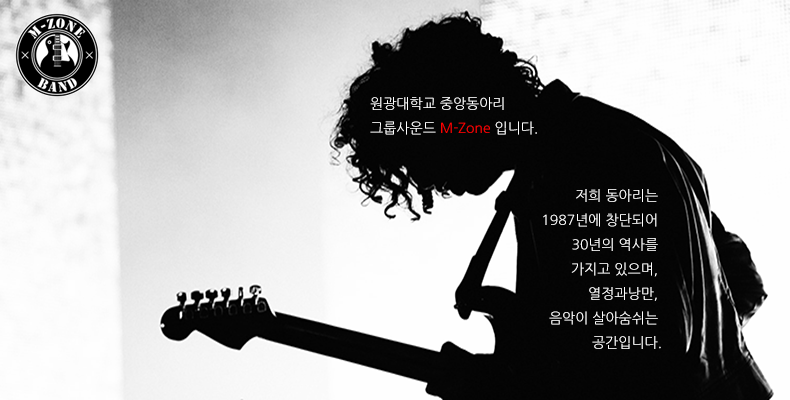 M-ZONE
BAND
원광대학교 중앙동아리
그룹사운드 M-Zone 입니다.
저희 동아리는
1987년에 창단되어
30년의 역사를
가지고 있으며,
열정과낭만,
음악이 살아숨쉬는
공간입니다.